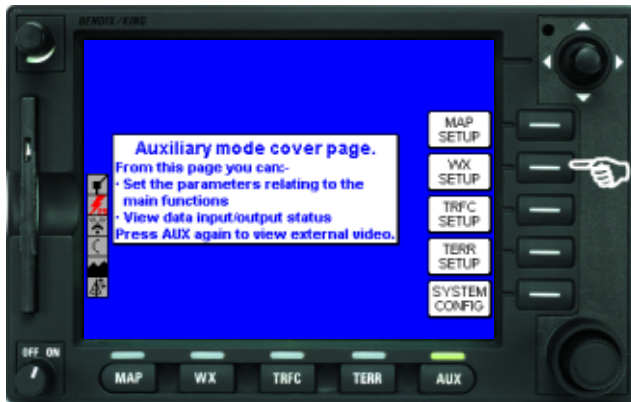 BENDIX/KING
MAP
SETUP
Auxiliary mode cover page.
From this page you can:-
· Set the parameters relating to the
main functions
· View data input/output status
Press AUX again to view external video.
WX
SETUP
TRFC
SETUP
TERR
SETUP
SYSTEM
CONFIG
OFF ON
MAP
WX
TRFC
TERR
AUX